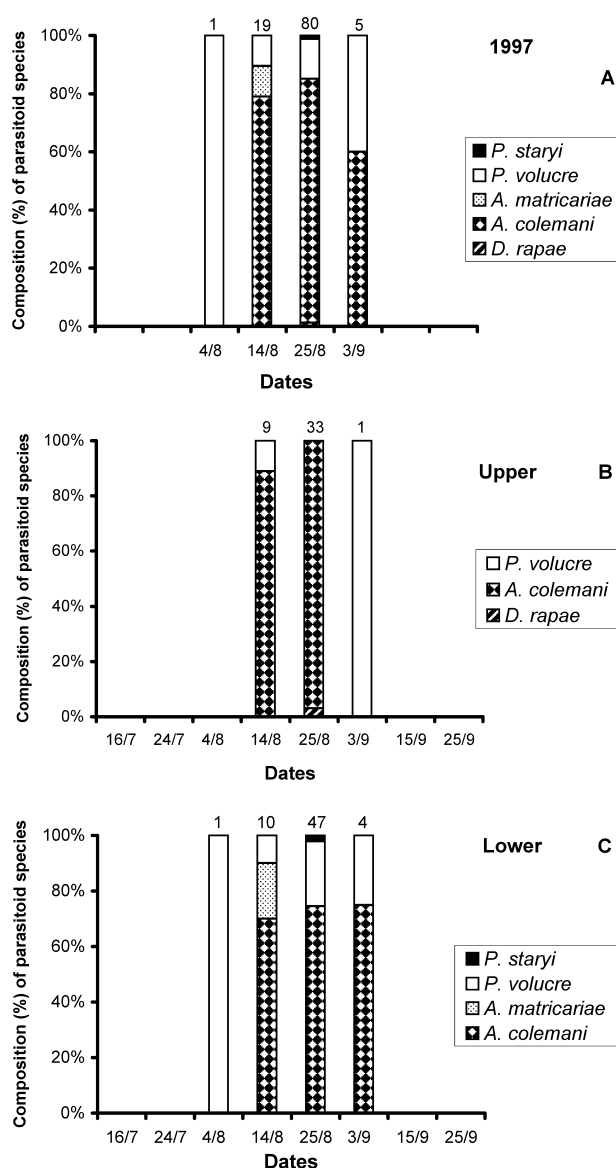 1 19 80 5
1997
A
Composition (%) of parasitoid species
100%
80%
60%
40%
20%
0%
P. staryi
P. volucre
A. matricariae
A. colemani
D. rapae
4/8 14/8 25/8 3/9
Dates
9 33 1
Upper B
Composition (%) of parasitoid species
100%
80%
60%
40%
20%
0%
P. volucre
A. colemani
D. rapae
16/7 24/7 4/8 14/8 25/8 3/9 15/9 25/9
Dates
1 10 47 4
Lower C
Composition (%) of parasitoid species
100%
80%
60%
40%
20%
0%
P. staryi
P. volucre
A. matricariae
A. colemani
16/7 24/7 4/8 14/8 25/8 3/9 15/9 25/9
Dates